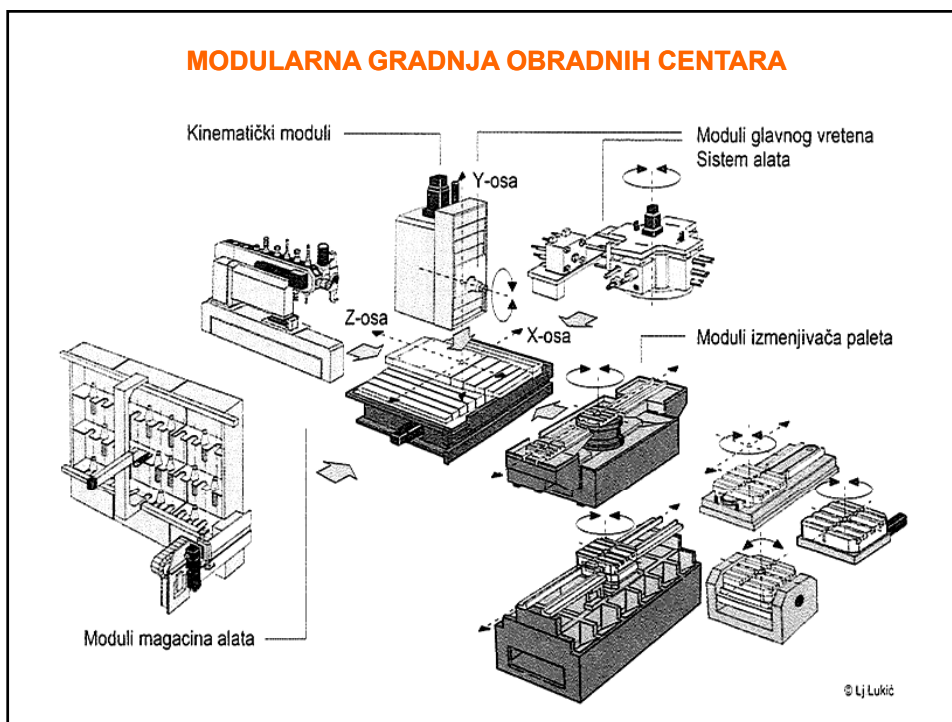 MODULARNA GRADNJA OBRADNIH CENTARA
Kinematički moduli
Moduli glavnog vretena
Sistem alata
Y-osa
Z-osa
X-osa
Moduli izmenjivača paleta
Moduli magacina alata
© Lj Lukić